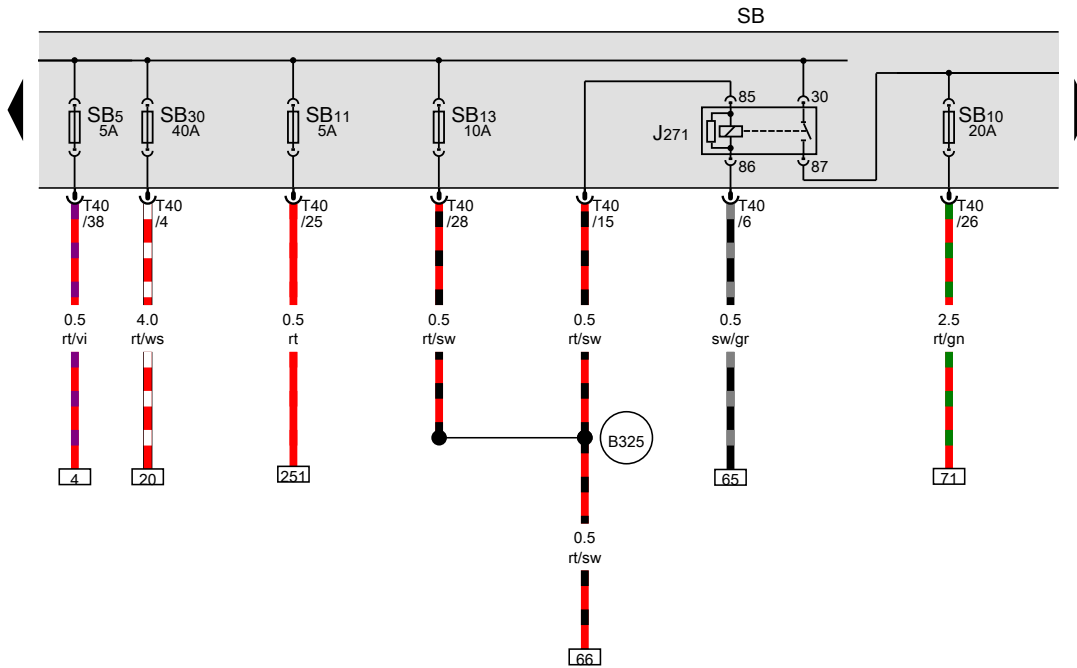 SB
85
30
SB5
5A
SB30
40A
SB11
5A
SB13
10A
J271
SB10
20A
86
87
T40
/38
T40
/4
T40
/25
T40
/28
T40
/15
T40
/6
T40
/26
0.5
rt/vi
4.0
rt/ws
0.5
rt
0.5
rt/sw
0.5
rt/sw
0.5
sw/gr
2.5
rt/gn
B325
4
20
251
65
71
0.5
rt/sw
66